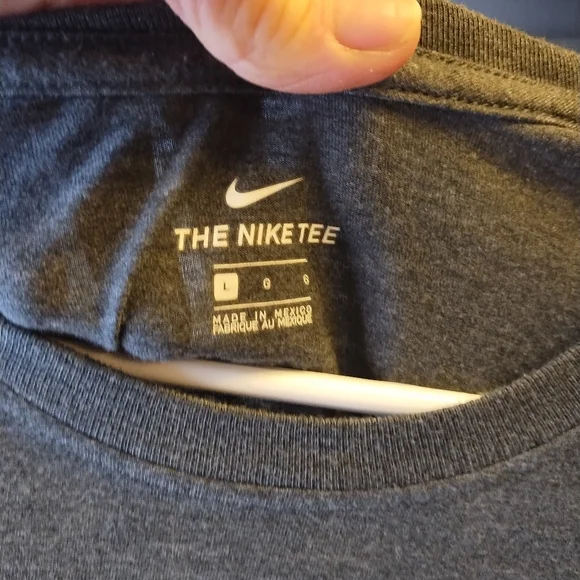 THE NIKE TEE
L G G
MADE IN MEXICO
FABRIQUE AU MEXIQUE